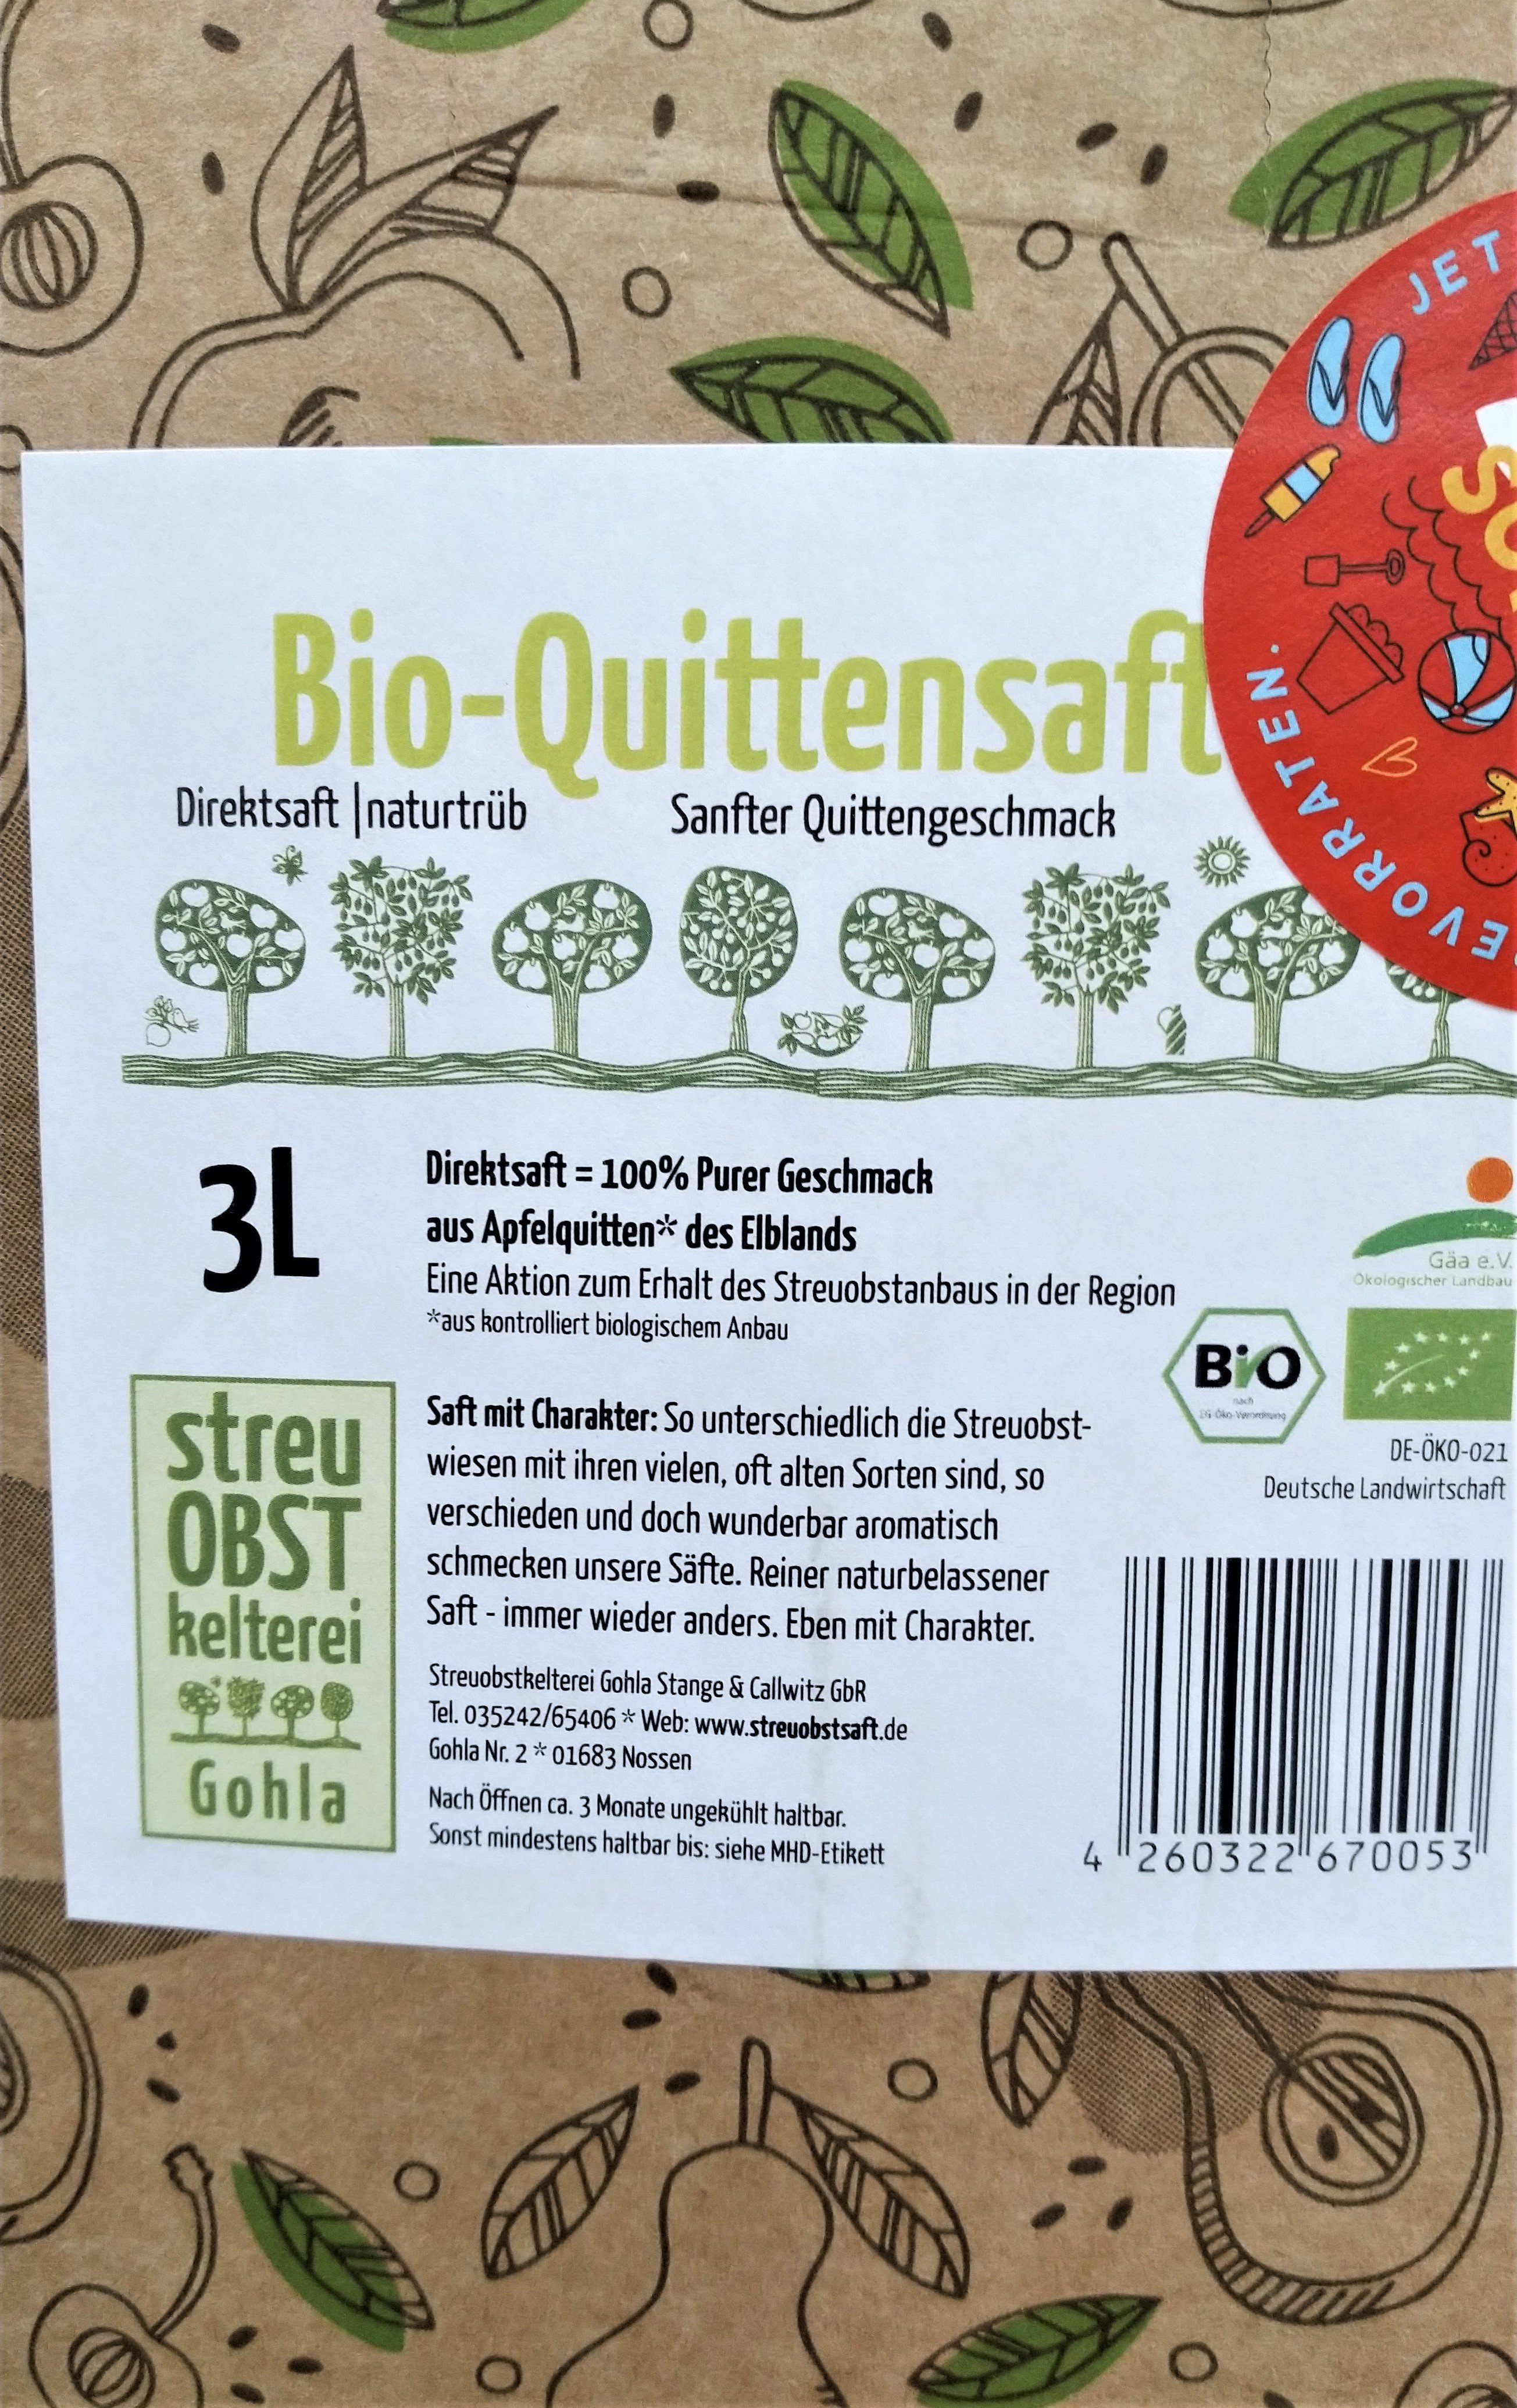 JET
EVORRATEN.
Bio-Quittensaft
Direktsaft | naturtrüb
Sanfter Quittengeschmack
3L
Direktsaft = 100% Purer Geschmack
aus Apfelquitten* des Elblands
Eine Aktion zum Erhalt des Streuobstanbaus in der Region
*aus kontrolliert biologischem Anbau
Gäa e.V.
Ökologischer Landbau
Bio
nach
EG-Öko-Verordnung
DE-ÖKO-021
Deutsche Landwirtschaft
streu
OBST
kelterei
Gohla
Saft mit Charakter: So unterschiedlich die Streuobst-
wiesen mit ihren vielen, oft alten Sorten sind, so
verschieden und doch wunderbar aromatisch
schmecken unsere Säfte. Reiner naturbelassener
Saft - immer wieder anders. Eben mit Charakter.
Streuobstkelterei Gohla Stange & Callwitz GbR
Tel. 035242/65406 * Web: www.streuobstsaft.de
Gohla Nr. 2 * 01683 Nossen
Nach Öffnen ca. 3 Monate ungekühlt haltbar.
Sonst mindestens haltbar bis: siehe MHD-Etikett
4 260322 670053